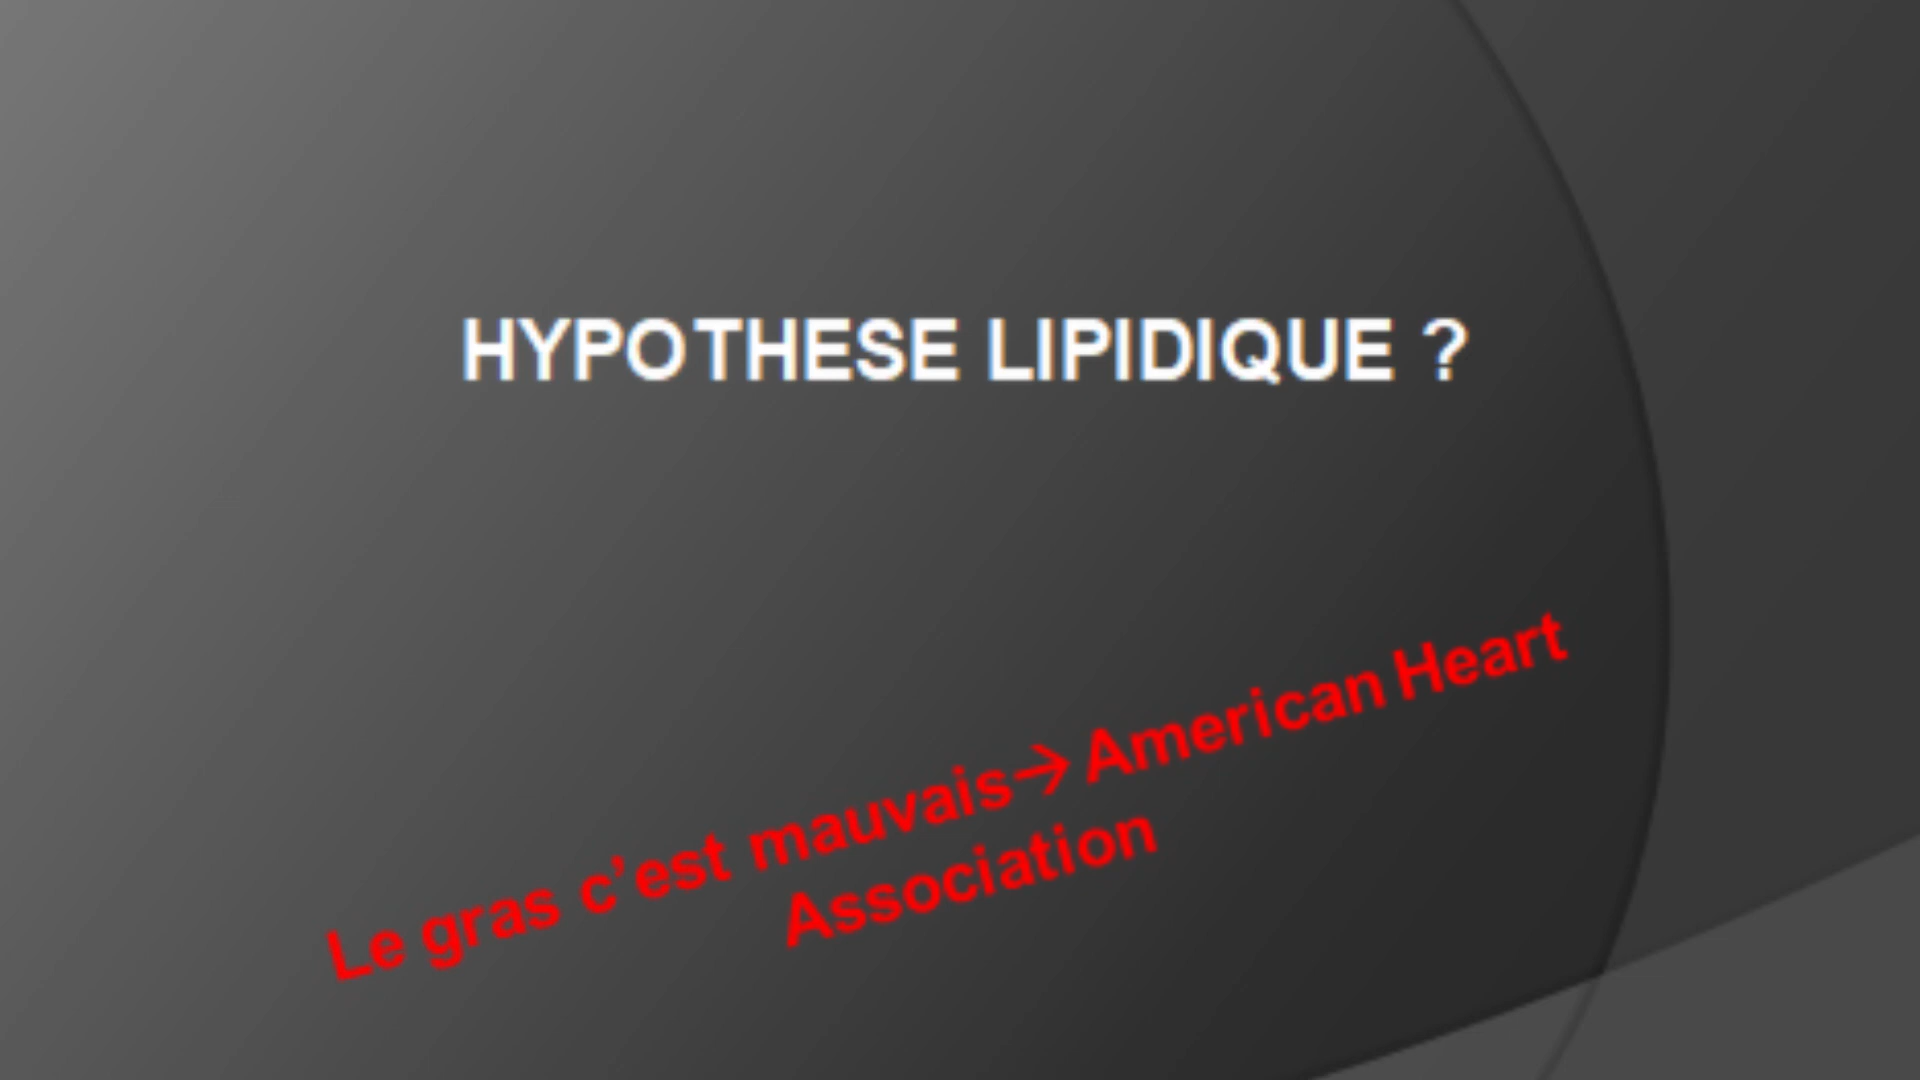 HYPOTHESE LIPIDIQUE ?
Le gras c’est mauvais→ American Heart
Association